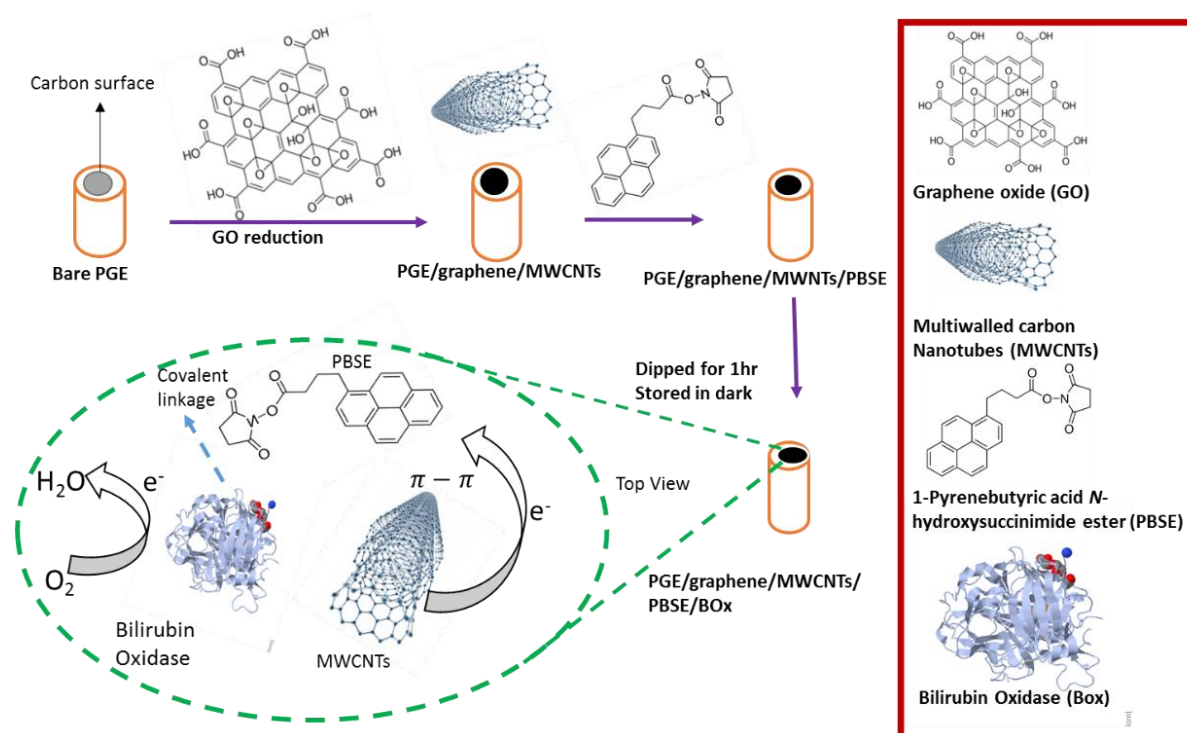 Carbon surface
Bare PGE
GO reduction
PGE/graphene/MWCNTs
PGE/graphene/MWNTs/PBSE
Dipped for 1hr
Stored in dark
PGE/graphene/MWCNTs/
PBSE/BOx
Top View
PBSE
Covalent
linkage
H₂O
e⁻
O₂
Bilirubin
Oxidase
π − π
e⁻
MWCNTs
Graphene oxide (GO)
Multiwalled carbon
Nanotubes (MWCNTs)
1-Pyrenebutyric acid N-
hydroxysuccinimide ester (PBSE)
Bilirubin Oxidase (Box)